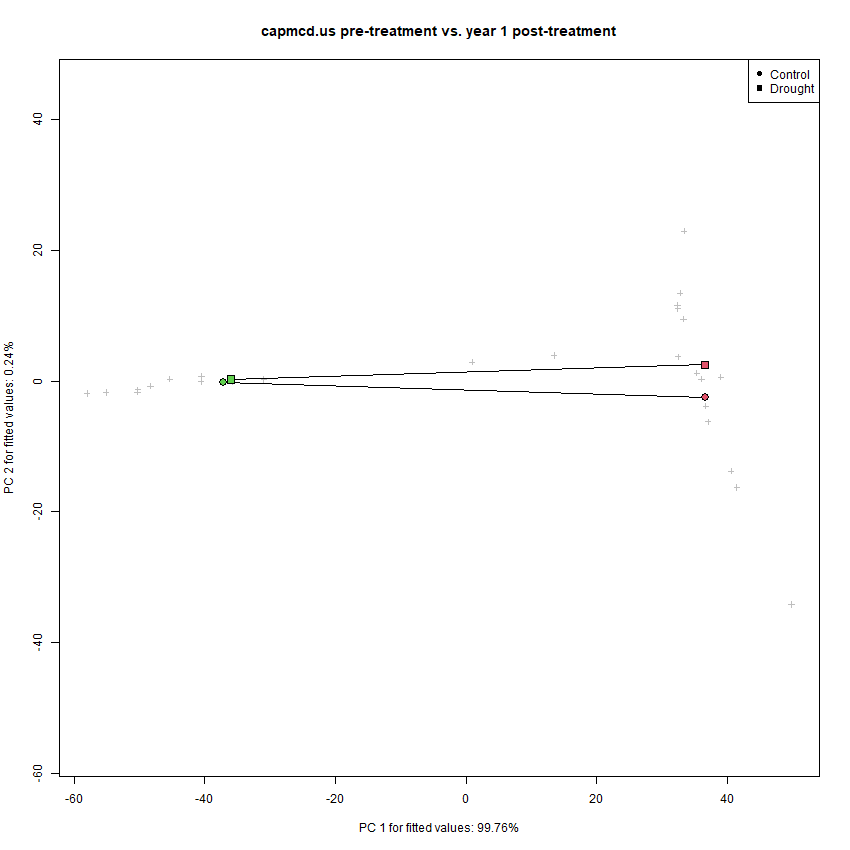 capmcd.us pre-treatment vs. year 1 post-treatment
Control
Drought
40
20
0
-20
-40
-60
PC 2 for fitted values: 0.24%
-60
-40
-20
0
20
40
PC 1 for fitted values: 99.76%